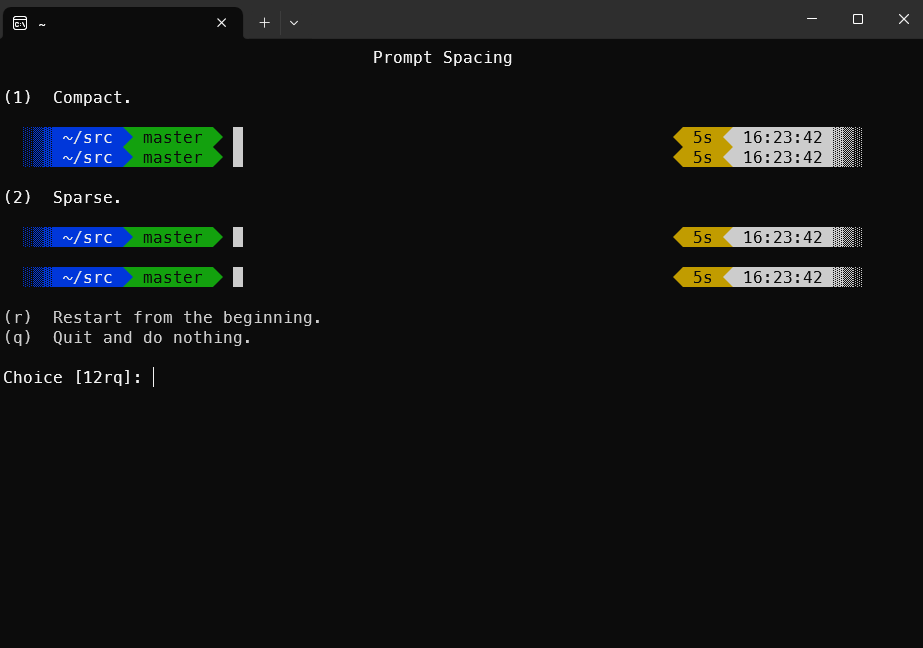 ~
Prompt Spacing
(1) Compact.
~/src master 5s 16:23:42
~/src master 5s 16:23:42
(2) Sparse.
~/src master 5s 16:23:42
~/src master 5s 16:23:42
(r) Restart from the beginning.
(q) Quit and do nothing.
Choice [12rq]: